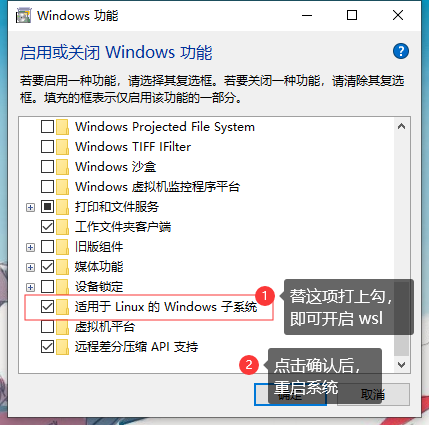 Windows 功能
启用或关闭 Windows 功能
若要启用一种功能，请选择其复选框。若要关闭一种功能，请清除其复选
框。填充的框表示仅启用该功能的一部分。
Windows Projected File System
Windows TIFF IFilter
Windows 沙盒
Windows 虚拟机监控程序平台
打印和文件服务
工作文件夹客户端
旧版组件
媒体功能
设备锁定
适用于 Linux 的 Windows 子系统
虚拟机平台
远程差分压缩 API 支持
1
替这项打上勾，
即可开启 wsl
2
点击确认后，
重启系统
确定
取消